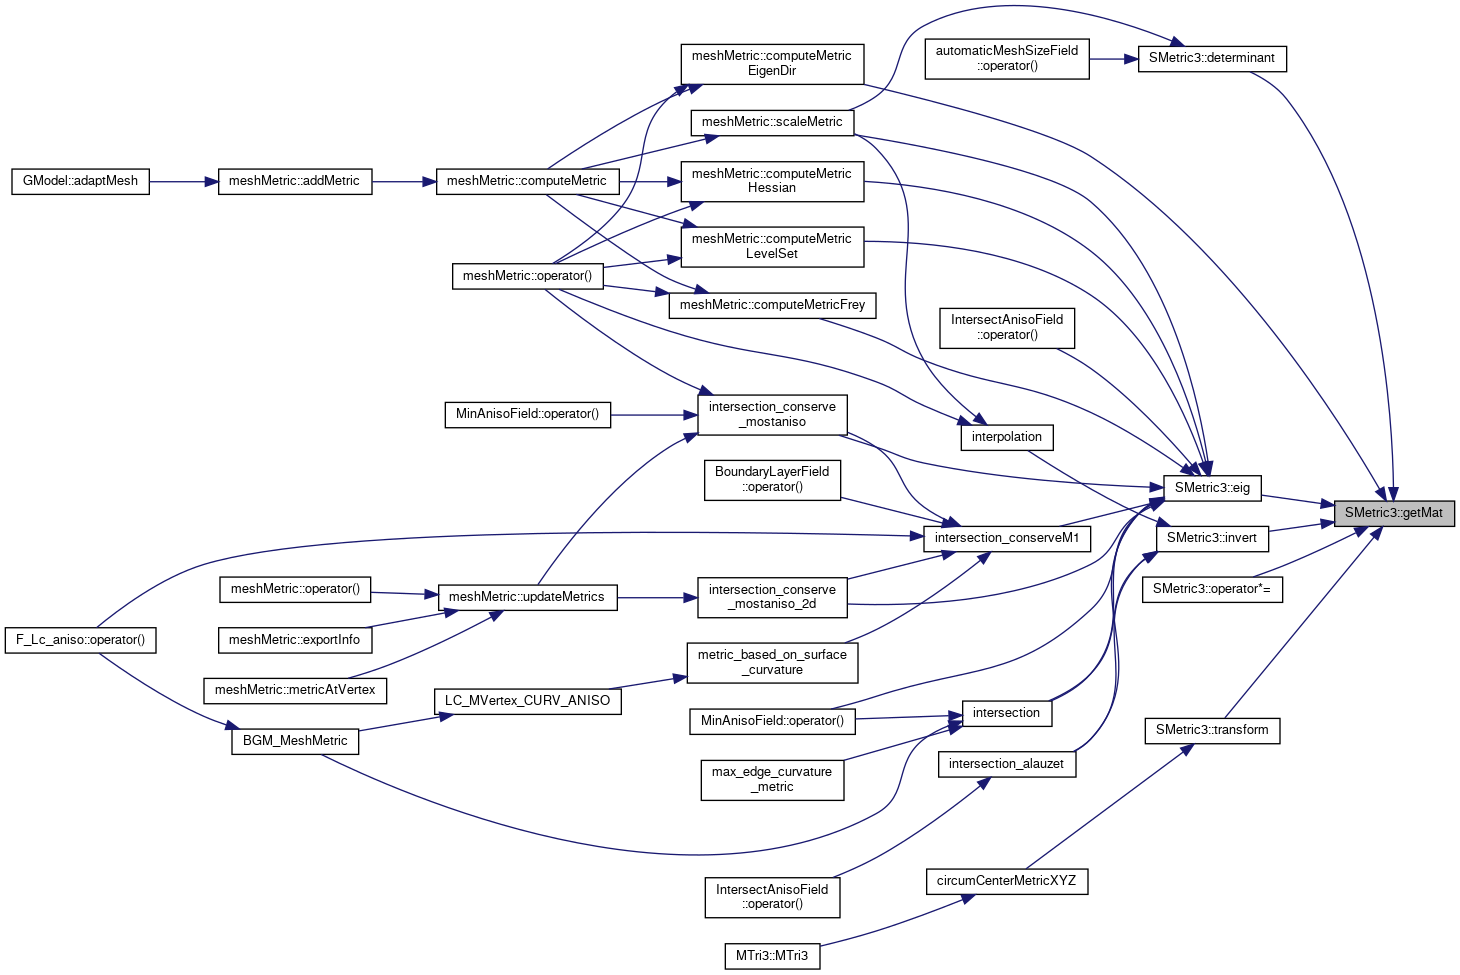 meshMetric::computeMetric
EigenDir
automaticMeshSizeField
::operator()
SMetric3::determinant
meshMetric::scaleMetric
GModel::adaptMesh
meshMetric::addMetric
meshMetric::computeMetric
meshMetric::computeMetric
Hessian
meshMetric::computeMetric
LevelSet
meshMetric::operator()
meshMetric::computeMetricFrey
IntersectAnisoField
::operator()
MinAnisoField::operator()
intersection_conserve
_mostaniso
interpolation
BoundaryLayerField
::operator()
SMetric3::eig
SMetric3::getMat
intersection_conserveM1
SMetric3::invert
meshMetric::operator()
meshMetric::updateMetrics
intersection_conserve
_mostaniso_2d
SMetric3::operator*=
F_Lc_aniso::operator()
meshMetric::exportInfo
metric_based_on_surface
_curvature
meshMetric::metricAtVertex
LC_MVertex_CURV_ANISO
MinAnisoField::operator()
intersection
SMetric3::transform
BGM_MeshMetric
intersection_alauzet
max_edge_curvature
_metric
circumCenterMetricXYZ
IntersectAnisoField
::operator()
MTri3::MTri3